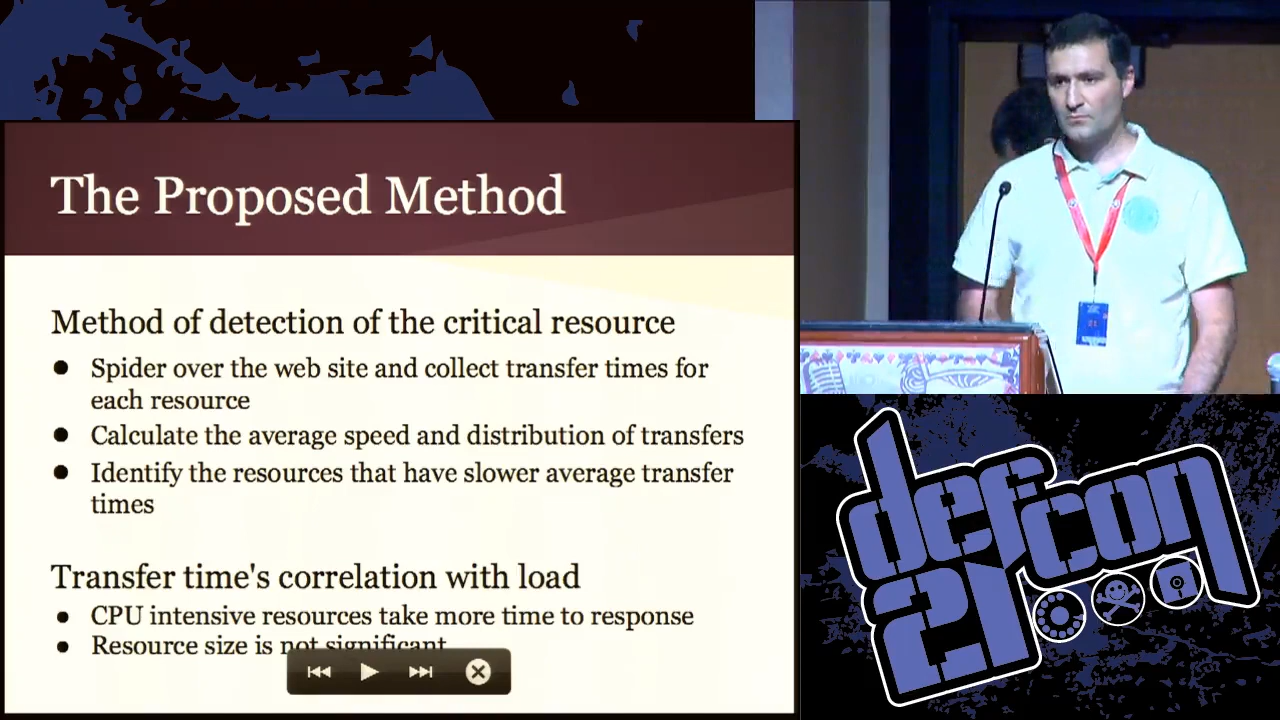 The Proposed Method
Method of detection of the critical resource
● Spider over the web site and collect transfer times for
each resource
● Calculate the average speed and distribution of transfers
● Identify the resources that have slower average transfer
times
Transfer time's correlation with load
● CPU intensive resources take more time to response
● Resource size is not significant
defcon
21